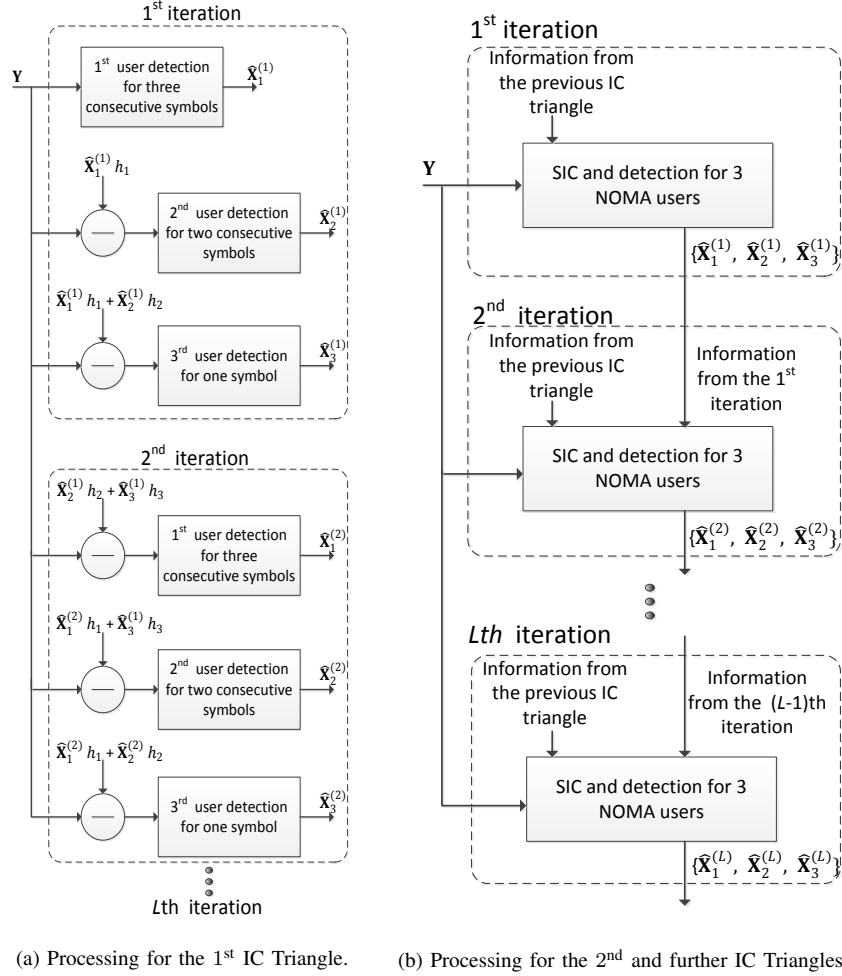 1st iteration
Y
1st user detection
for three
consecutive symbols
X̂1(1)
X̂1(1) h1
2nd user detection
for two consecutive
symbols
X̂2(1)
X̂1(1) h1 + X̂2(1) h2
3rd user detection
for one symbol
X̂3(1)
2nd iteration
X̂2(1) h2 + X̂3(1) h3
1st user detection
for three
consecutive symbols
X̂1(2)
X̂1(2) h1 + X̂3(1) h3
2nd user detection
for two consecutive
symbols
X̂2(2)
X̂1(2) h1 + X̂2(2) h2
3rd user detection
for one symbol
X̂3(2)
Lth iteration
(a) Processing for the 1st IC Triangle.
1st iteration
Information from
the previous IC
triangle
Y
SIC and detection for 3
NOMA users
{X̂1(1), X̂2(1), X̂3(1)}
2nd iteration
Information from
the previous IC
triangle
Information
from the 1st
iteration
SIC and detection for 3
NOMA users
{X̂1(2), X̂2(2), X̂3(2)}
Lth iteration
Information from
the previous IC
triangle
Information
from the (L-1)th
iteration
SIC and detection for 3
NOMA users
{X̂1(L), X̂2(L), X̂3(L)}
(b) Processing for the 2nd and further IC Triangles